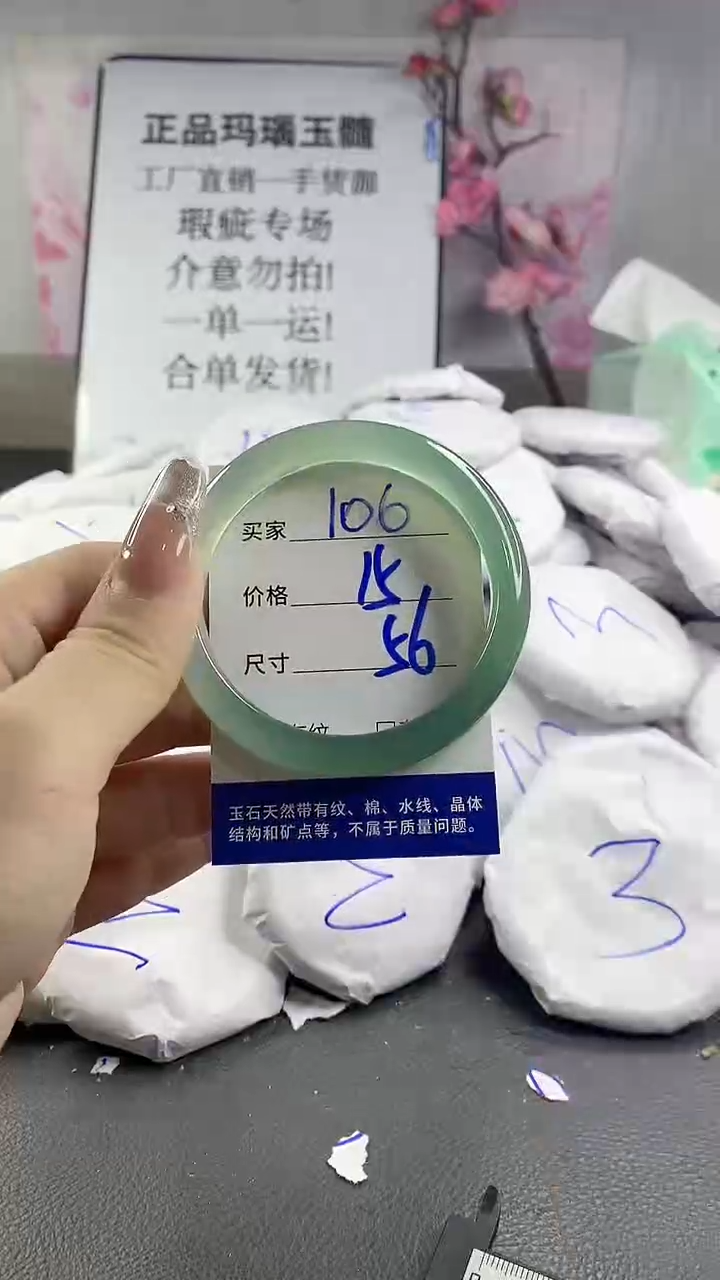 正品玛瑙玉髓
工厂直销一手货源
瑕疵专场
介意勿拍!
一单一运!
合单发货!
买家 106
价格 15
尺寸 56
玉石天然带有纹、棉、水线、晶体
结构和矿点等，不属于质量问题。
3